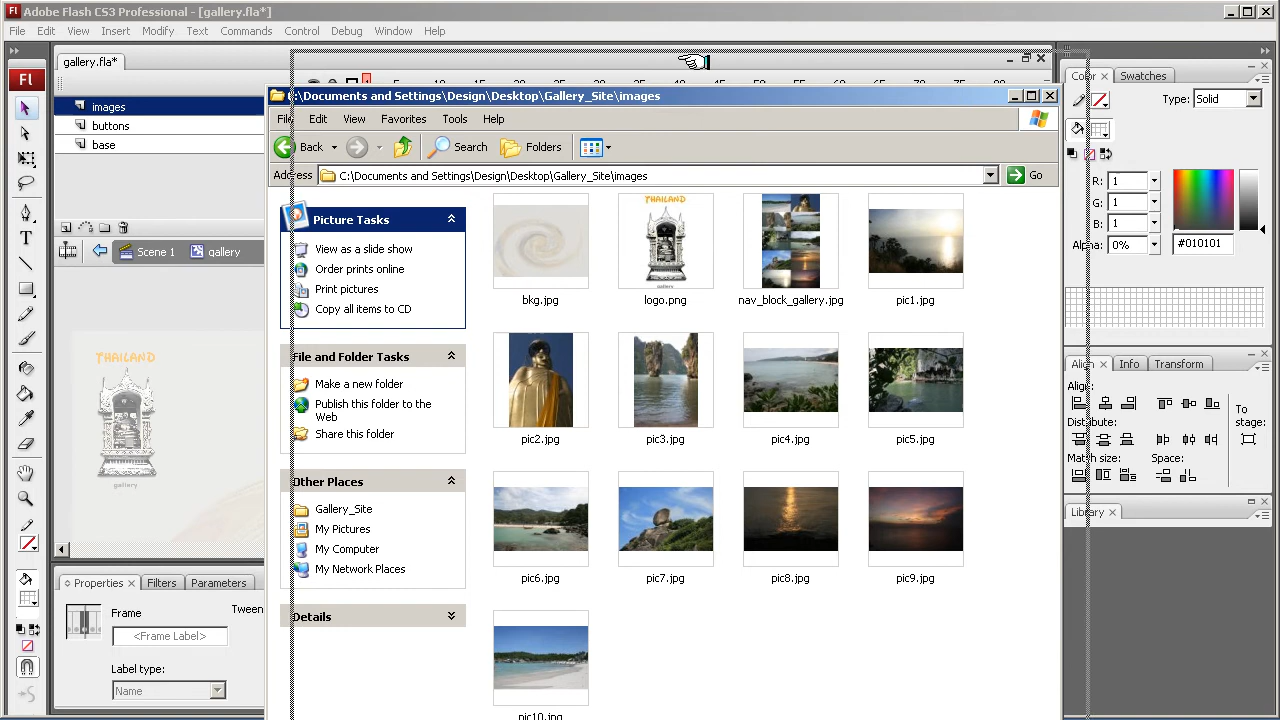 Adobe Flash CS3 Professional - [gallery.fla*]
File Edit View Insert Modify Text Commands Control Debug Window Help
gallery.fla*
images
buttons
base
Scene 1 gallery
THAILAND
gallery
Properties × Filters Parameters
Frame
Tween
<Frame Label>
Label type:
Name
:\Documents and Settings\Design\Desktop\Gallery_Site\images
File Edit View Favorites Tools Help
Back Search Folders
Address C:\Documents and Settings\Design\Desktop\Gallery_Site\images Go
Picture Tasks
View as a slide show
Order prints online
Print pictures
Copy all items to CD
File and Folder Tasks
Make a new folder
Publish this folder to the
Web
Share this folder
Other Places
Gallery_Site
My Pictures
My Computer
My Network Places
Details
THAILAND
gallery
bkg.jpg logo.png nav_block_gallery.jpg pic1.jpg
pic2.jpg pic3.jpg pic4.jpg pic5.jpg
pic6.jpg pic7.jpg pic8.jpg pic9.jpg
pic10.jpg
Color × Swatches
Type: Solid
R: 1
G: 1
B: 1
Alpha: 0% #010101
Align × Info Transform
Align:
To
stage:
Distribute:
Match size: Space:
Library ×